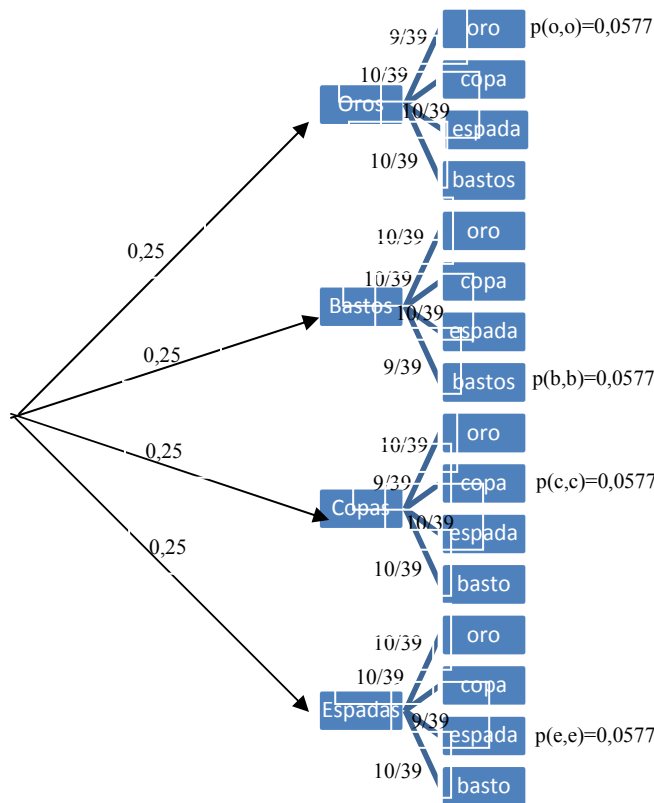 9/39 oro p(o,o)=0,0577
10/39 copa
Oros
10/39 espada
10/39 bastos
0,25
10/39 oro
10/39 copa
Bastos
10/39 espada
0,25
9/39 bastos p(b,b)=0,0577
0,25
10/39 oro
9/39 copa p(c,c)=0,0577
Copas
10/39 espada
0,25
10/39 basto
10/39 oro
10/39 copa
Espadas
9/39 espada p(e,e)=0,0577
10/39 basto